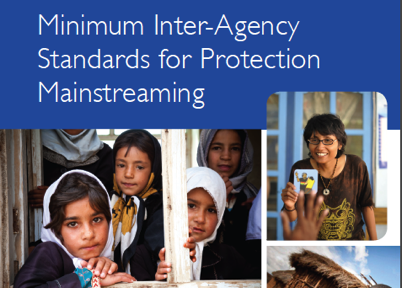 Minimum Inter-Agency
Standards for Protection
Mainstreaming